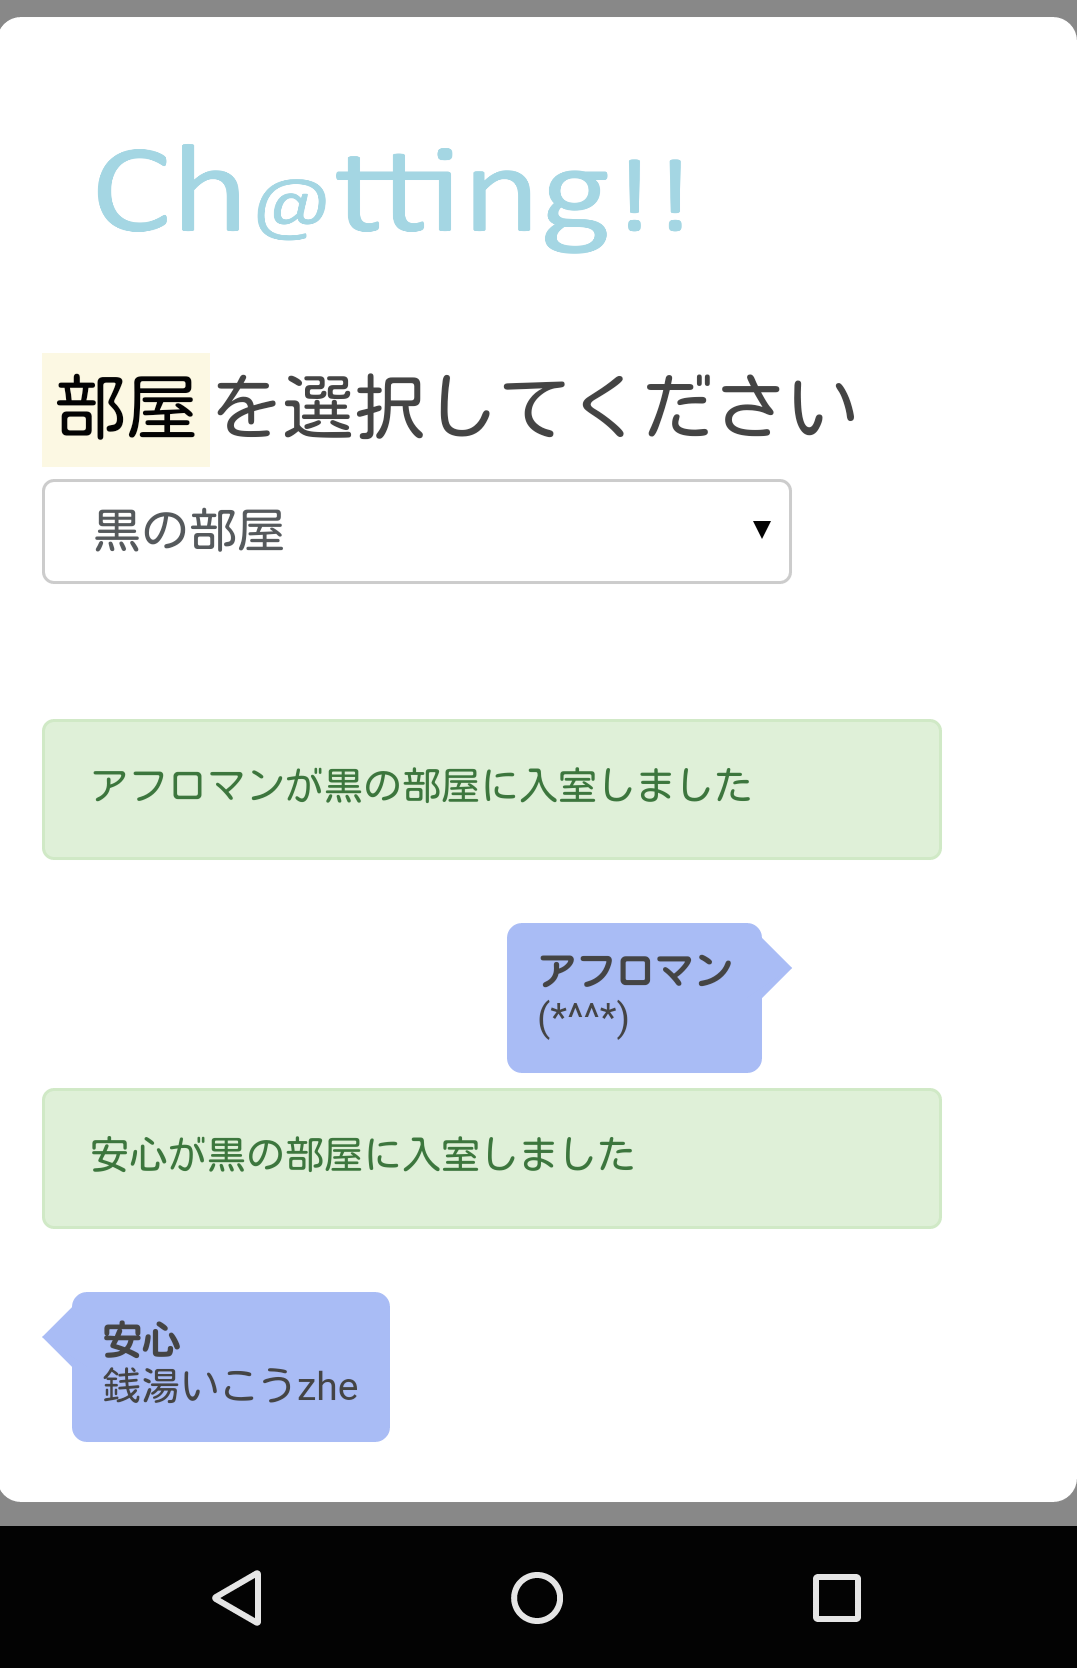 Ch@tting!!
部屋を選択してください
黒の部屋
アフロマンが黒の部屋に入室しました
アフロマン
(*^^*)
安心が黒の部屋に入室しました
安心
銭湯いこうzhe